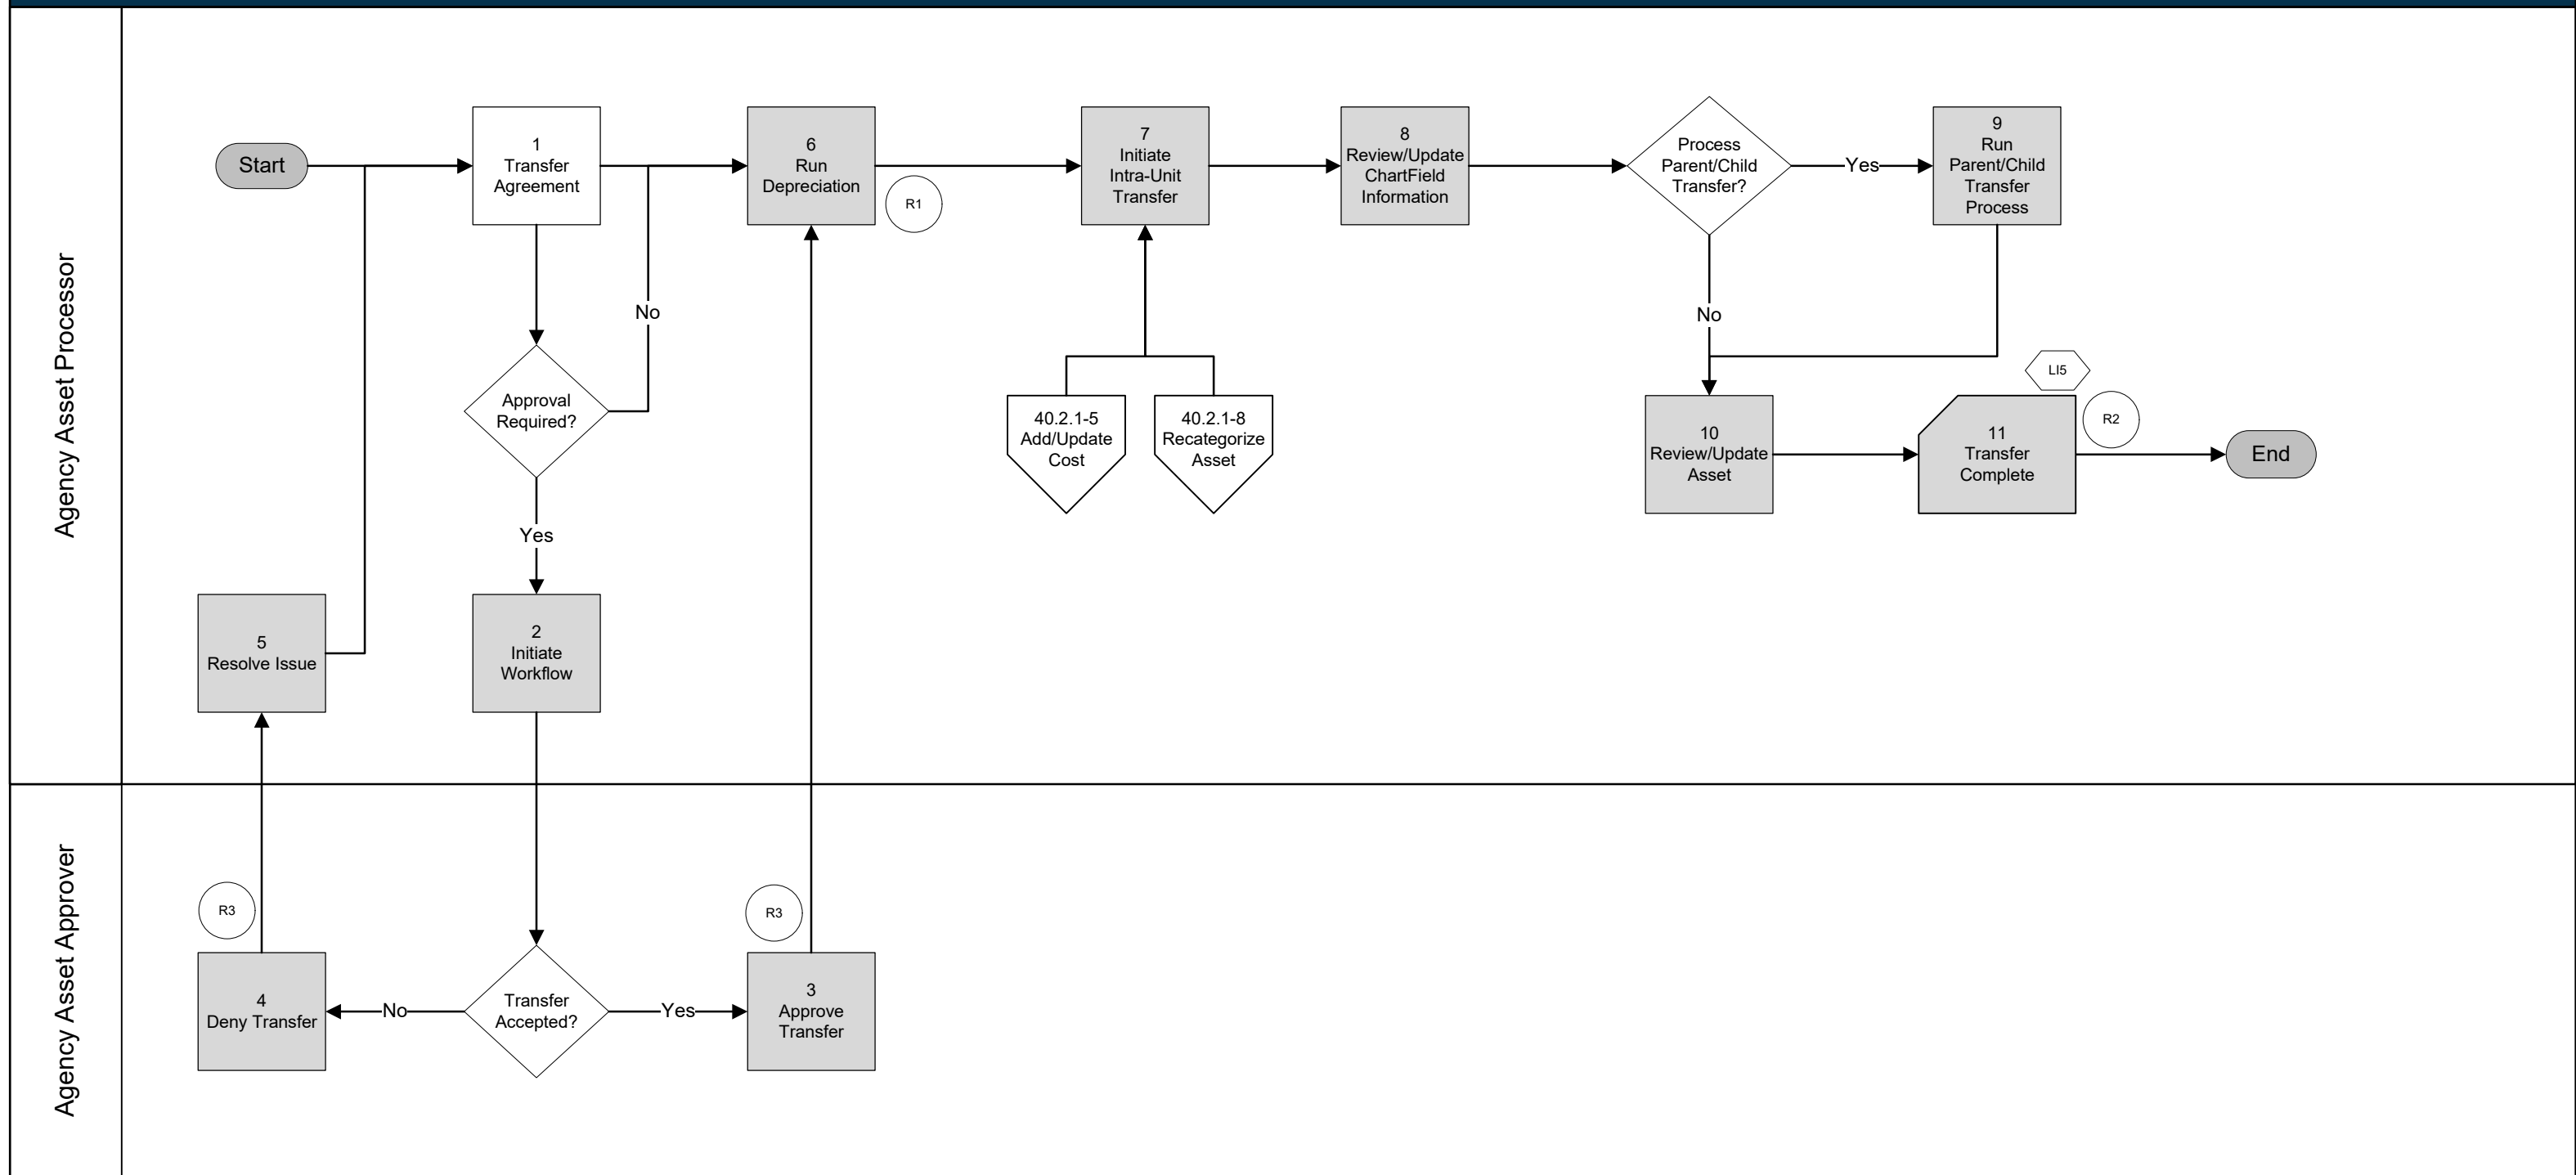 Agency Asset Processor
Start
1
Transfer
Agreement
6
Run
Depreciation
R1
7
Initiate
Intra-Unit
Transfer
8
Review/Update
ChartField
Information
Process
Parent/Child
Transfer?
Yes
9
Run
Parent/Child
Transfer
Process
No
No
Approval
Required?
Yes
40.2.1-5
Add/Update
Cost
40.2.1-8
Recategorize
Asset
10
Review/Update
Asset
LI5
11
Transfer
Complete
R2
End
5
Resolve Issue
2
Initiate
Workflow
Agency Asset Approver
R3
R3
4
Deny Transfer
No
Transfer
Accepted?
Yes
3
Approve
Transfer